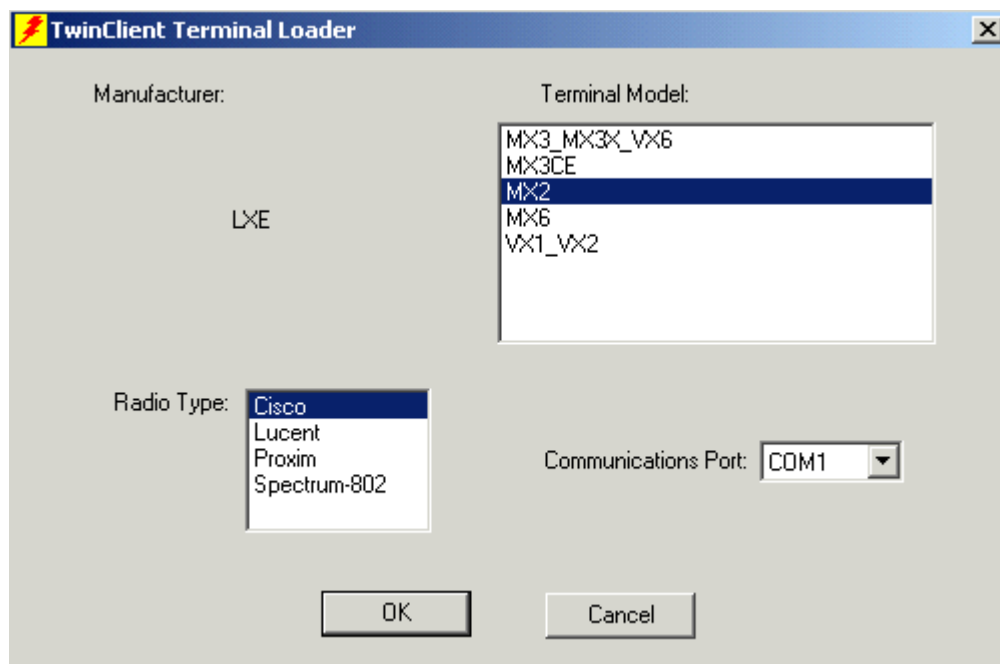 TwinClient Terminal Loader
Manufacturer:
Terminal Model:
MX3_MX3X_VX6
MX3CE
MX2
MX6
VX1_VX2
LXE
Radio Type:
Cisco
Lucent
Proxim
Spectrum-802
Communications Port:
COM1
OK
Cancel